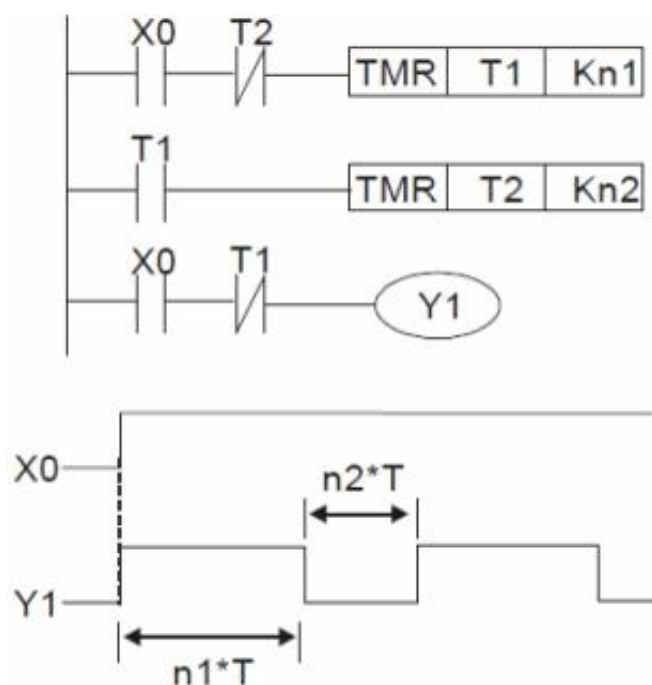 X0 T2
TMR T1 Kn1
T1
TMR T2 Kn2
X0 T1
Y1
X0
n2*T
Y1
n1*T